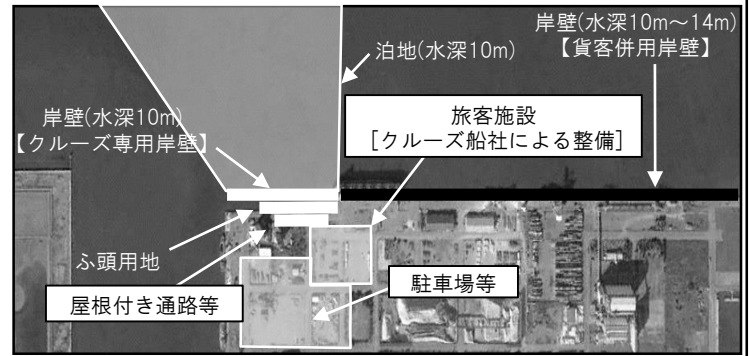 岸壁(水深10m～14m)
【貨客併用岸壁】
泊地(水深10m)
岸壁(水深10m)
【クルーズ専用岸壁】
旅客施設
［クルーズ船社による整備］
ふ頭用地
屋根付き通路等
駐車場等